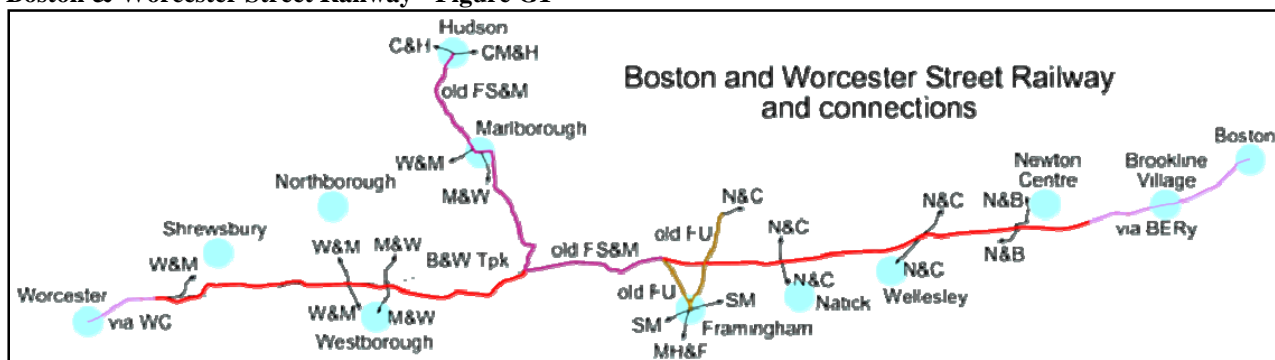 Boston & Worcester Street Railway - Figure G1
Hudson
C&H
CM&H
old FS&M
Boston and Worcester Street Railway
and connections
Marlborough
W&M
M&W
Northborough
Shrewsbury
W&M
W&M
M&W
B&W Tpk
old FS&M
old FU
N&C
N&C
N&C
N&B
Newton
Centre
Brookline
Village
Boston
via BERy
N&B
N&C
Wellesley
N&C
Natick
old FU
SM
SM
Framingham
MH&F
Worcester
via WC
W&M
M&W
Westborough